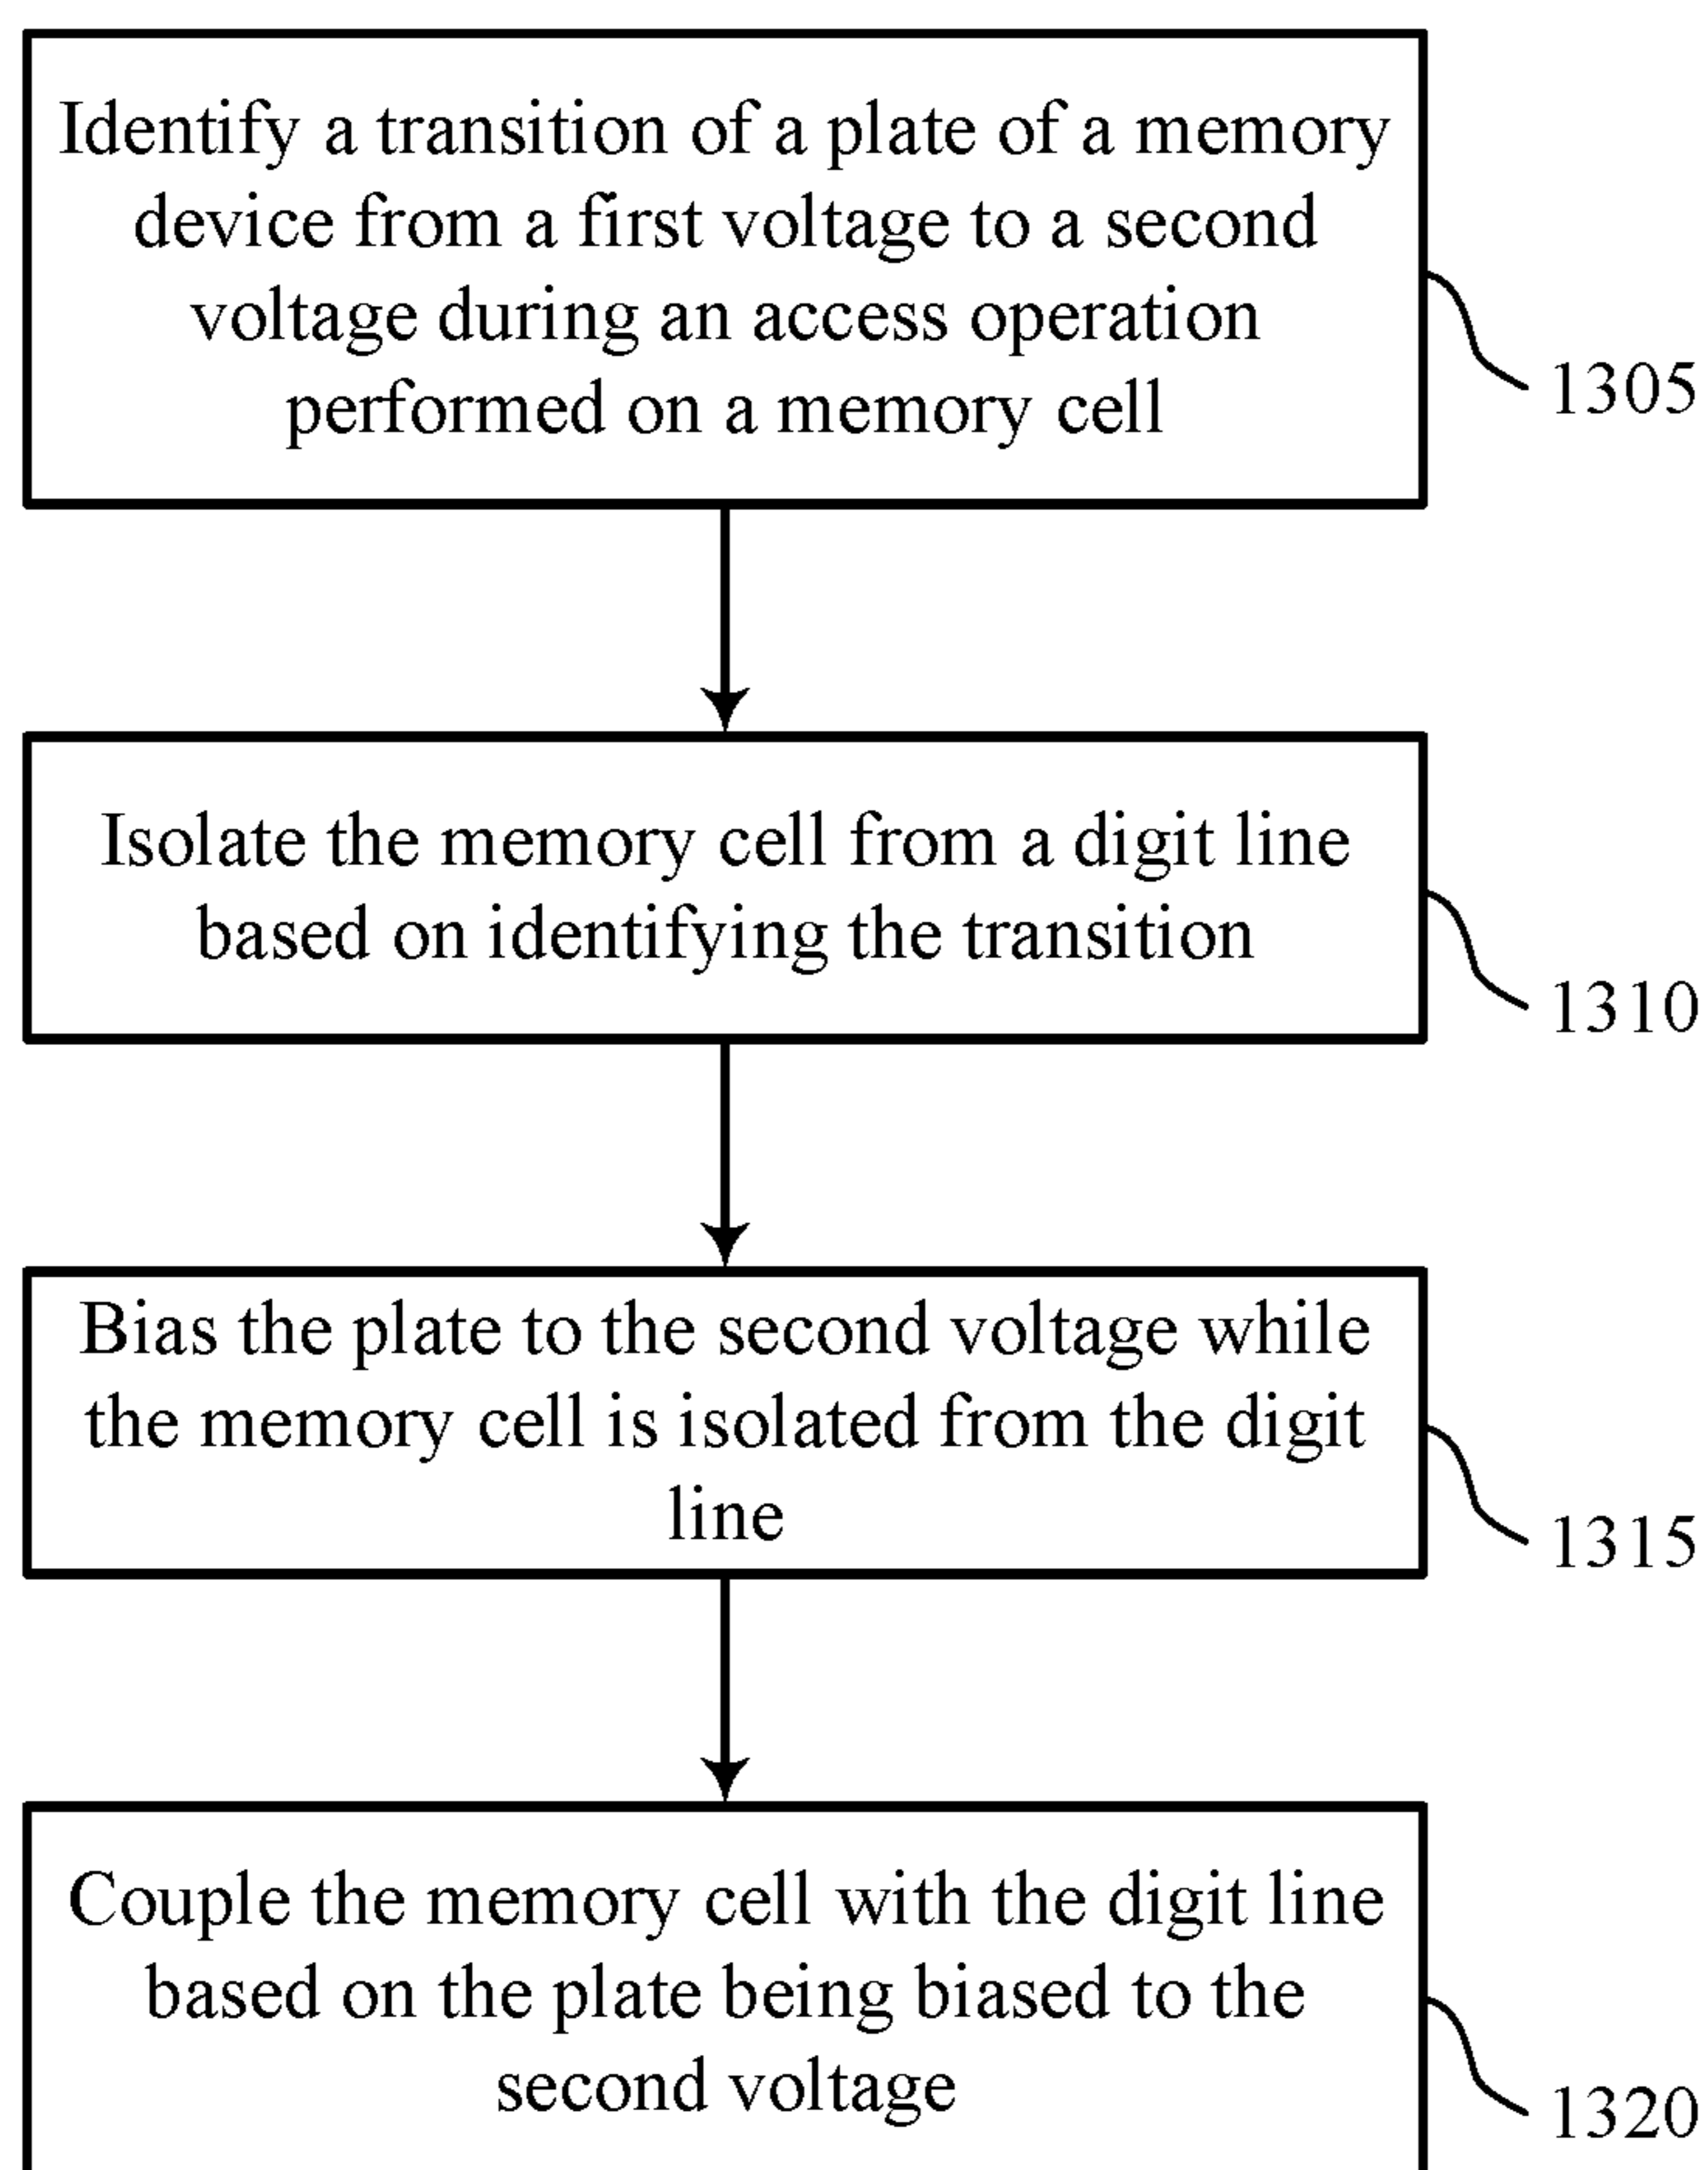 Identify a transition of a plate of a memory
device from a first voltage to a second
voltage during an access operation
performed on a memory cell
1305
Isolate the memory cell from a digit line
based on identifying the transition
1310
Bias the plate to the second voltage while
the memory cell is isolated from the digit
line
1315
Couple the memory cell with the digit line
based on the plate being biased to the
second voltage
1320